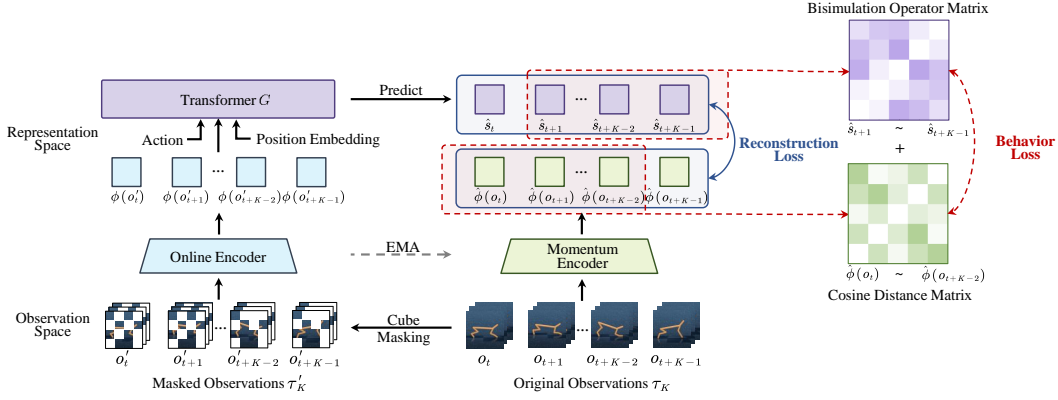 Bisimulation Operator Matrix
Transformer G
Predict
Action
Position Embedding
Representation
Space
ŝ_t
ŝ_{t+1}
...
ŝ_{t+K-2}
ŝ_{t+K-1}
ŝ_{t+1} ~ ŝ_{t+K-1}
+
Reconstruction
Loss
Behavior
Loss
ϕ(o′_t)
ϕ(o′_{t+1})
...
ϕ(o′_{t+K-2})
ϕ(o′_{t+K-1})
ϕ̂(o_t)
ϕ̂(o_{t+1})
...
ϕ̂(o_{t+K-2})
ϕ̂(o_{t+K-1})
ϕ̂(o_t) ~ ϕ̂(o_{t+K-2})
Cosine Distance Matrix
Online Encoder
EMA
Momentum
Encoder
Observation
Space
...
Cube
Masking
...
o′_t
o′_{t+1}
o′_{t+K-2}
o′_{t+K-1}
o_t
o_{t+1}
o_{t+K-2}
o_{t+K-1}
Masked Observations τ′_K
Original Observations τ_K